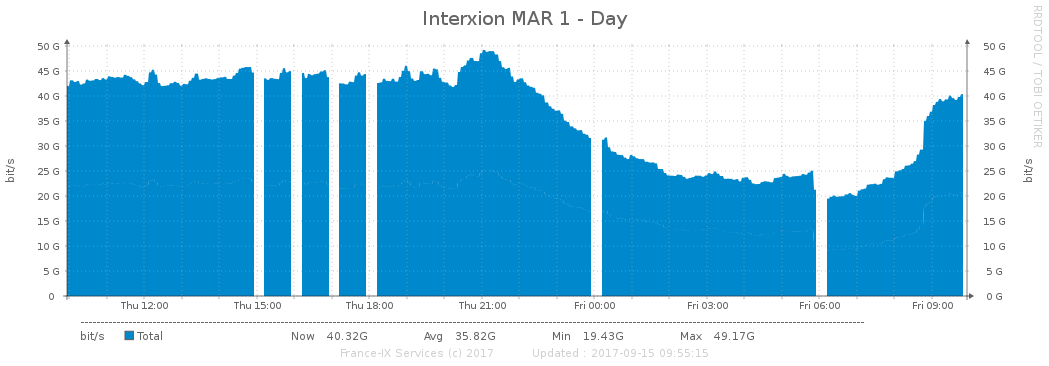 Interxion MAR 1 - Day
RRDTOOL / TOBI OETIKER
50 G 50 G
45 G 45 G
40 G 40 G
35 G 35 G
30 G 30 G
25 G 25 G
20 G 20 G
15 G 15 G
10 G 10 G
5 G 5 G
0 0 G
bit/s bit/s
Thu 12:00 Thu 15:00 Thu 18:00 Thu 21:00 Fri 00:00 Fri 03:00 Fri 06:00 Fri 09:00
bit/s Total Now 40.32G Avg 35.82G Min 19.43G Max 49.17G
France-IX Services (c) 2017 Updated : 2017-09-15 09:55:15